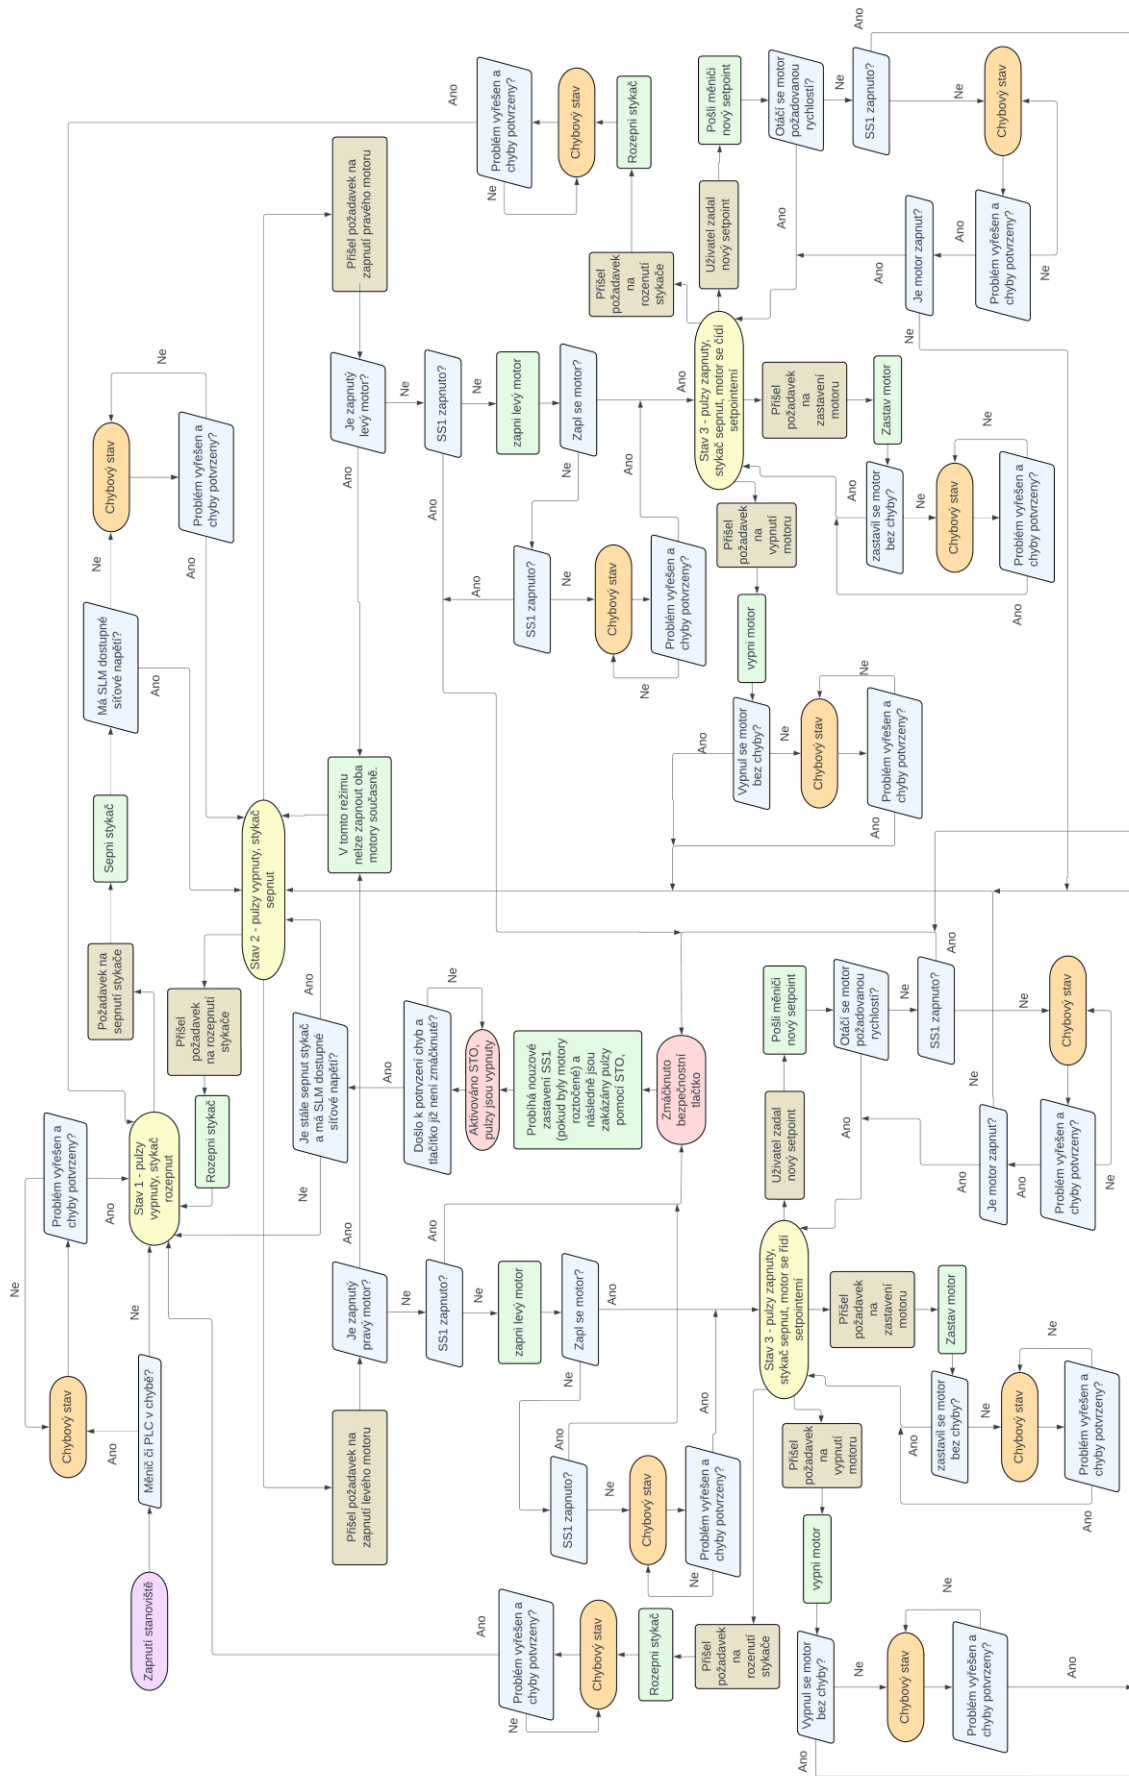 Zapnutí stanoviště
Měnič či PLC v chybě?
Ano
Ne
Chybový stav
Ne
Problém vyřešen a
chyby potvrzeny?
Ano
Stav 1 - pulzy
vypnuty, stykač
rozepnut
Požadavek na
sepnutí stykače
Sepni stykač
Má SLM dostupné
síťové napětí?
Ne
Ano
Chybový stav
Ne
Problém vyřešen a
chyby potvrzeny?
Ano
Rozepni stykač
Přišel
požadavek
na rozepnutí
stykače
Stav 2 - pulzy vypnuty, stykač
sepnut
Ne
Je stále sepnut stykač
a má SLM dostupné
síťové napětí?
Ano
Přišel požadavek na
zapnutí levého motoru
Je zapnutý
pravý motor?
Ano
Ne
V tomto režimu
nelze zapnout oba
motory současně.
Je zapnutý
levý motor?
Ano
Ne
Přišel požadavek na
zapnutí pravého motoru
Ano
Došlo k potvrzení chyb a
tlačítko již není zmáčknuté?
Ne
Aktivováno STO,
pulzy jsou vypnuty
Probíhá nouzové
zastavení SS1
(pokud byly motory
roztočené) a
následně jsou
zakázány pulzy
pomocí STO,
Zmáčknuto
bezpečnostní
tlačítko
SS1 zapnuto?
Ano
Ne
zapni levý motor
Zapl se motor?
Ne
Ano
SS1 zapnuto?
Ano
Ne
Chybový stav
Problém vyřešen a
chyby potvrzeny?
Ne
Ano
Ano
Problém vyřešen a
chyby potvrzeny?
Ne
Chybový stav
Rozepni stykač
Přišel
požadavek
na
rozenutí
stykače
Stav 3 - pulzy zapnuty,
stykač sepnut, motor se řídí
setpointemí
Uživatel zadal
nový setpoint
Pošli měniči
nový setpoint
Otáčí se motor
požadovanou
rychlostí?
Ano
Ne
SS1 zapnuto?
Ano
Ne
Chybový stav
Problém vyřešen a
chyby potvrzeny?
Ne
Ano
Je motor zapnut?
Ne
Ano
Přišel
požadavek
na
zastavení
motoru
Zastav motor
zastavil se motor
bez chyby?
Ano
Ne
Chybový stav
Ne
Problém vyřešen a
chyby potvrzeny?
Ano
Přišel
požadavek
na
vypnutí
motoru
vypni motor
Vypnul se motor
bez chyby?
Ano
Ne
Chybový stav
Ne
Problém vyřešen a
chyby potvrzeny?
Ano
SS1 zapnuto?
Ano
Ne
zapni levý motor
Zapl se motor?
Ne
Ano
SS1 zapnuto?
Ano
Ne
Chybový stav
Problém vyřešen a
chyby potvrzeny?
Ne
Ano
Problém vyřešen a
chyby potvrzeny?
Ne
Chybový stav
Rozepni stykač
Přišel
požadavek
na
rozenutí
stykače
Stav 3 - pulzy zapnuty,
stykač sepnut, motor se čídí
setpointemí
Uživatel zadal
nový setpoint
Pošli měniči
nový setpoint
Otáčí se motor
požadovanou
rychlostí?
Ano
Ne
SS1 zapnuto?
Ano
Ne
Chybový stav
Problém vyřešen a
chyby potvrzeny?
Ne
Ano
Je motor zapnut?
Ne
Ano
Přišel
požadavek
na
zastavení
motoru
Zastav motor
zastavil se motor
bez chyby?
Ano
Ne
Chybový stav
Ne
Problém vyřešen a
chyby potvrzeny?
Ano
Přišel
požadavek
na
vypnutí
motoru
vypni motor
Vypnul se motor
bez chyby?
Ano
Ne
Chybový stav
Ne
Problém vyřešen a
chyby potvrzeny?
Ano